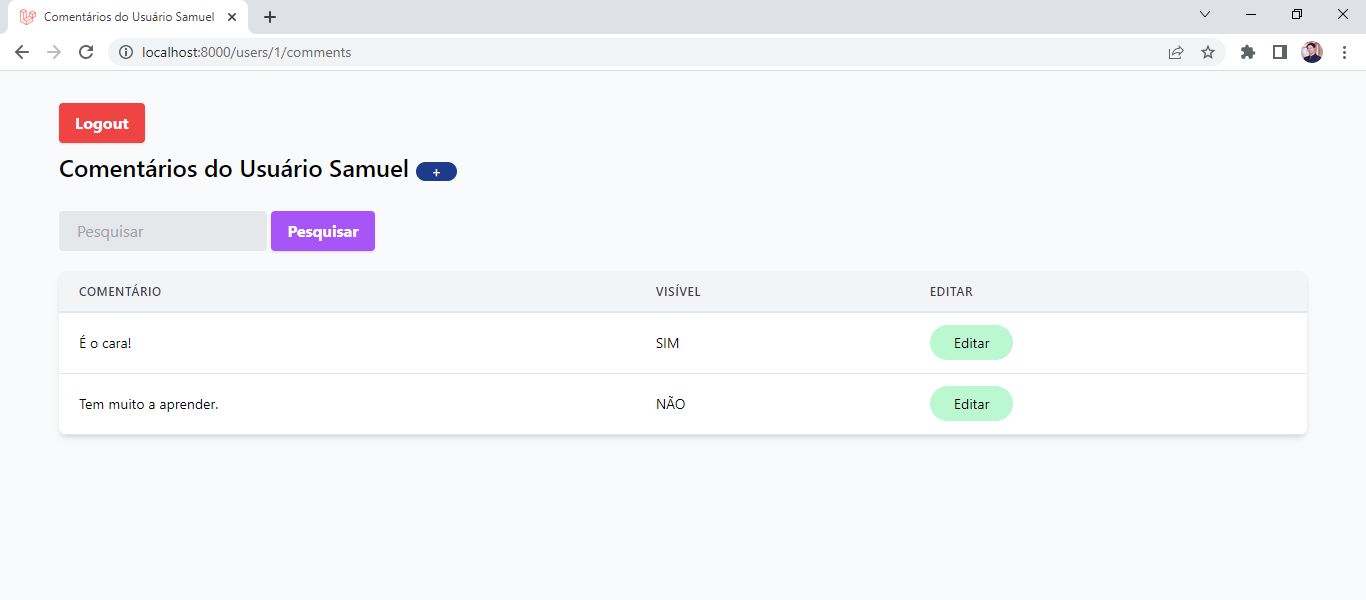 Comentários do Usuário Samuel
localhost:8000/users/1/comments
Logout
Comentários do Usuário Samuel +
Pesquisar Pesquisar
COMENTÁRIO VISÍVEL EDITAR
É o cara! SIM Editar
Tem muito a aprender. NÃO Editar